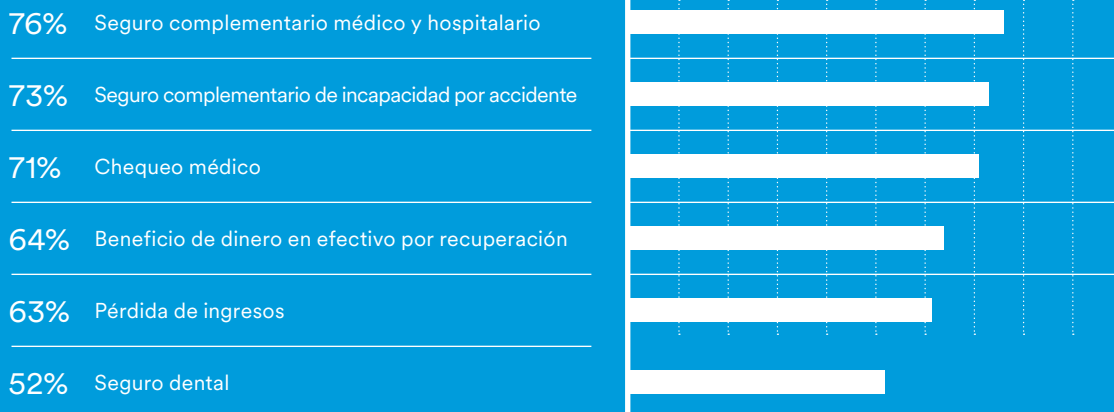 76% Seguro complementario médico y hospitalario
73% Seguro complementario de incapacidad por accidente
71% Chequeo médico
64% Beneficio de dinero en efectivo por recuperación
63% Pérdida de ingresos
52% Seguro dental